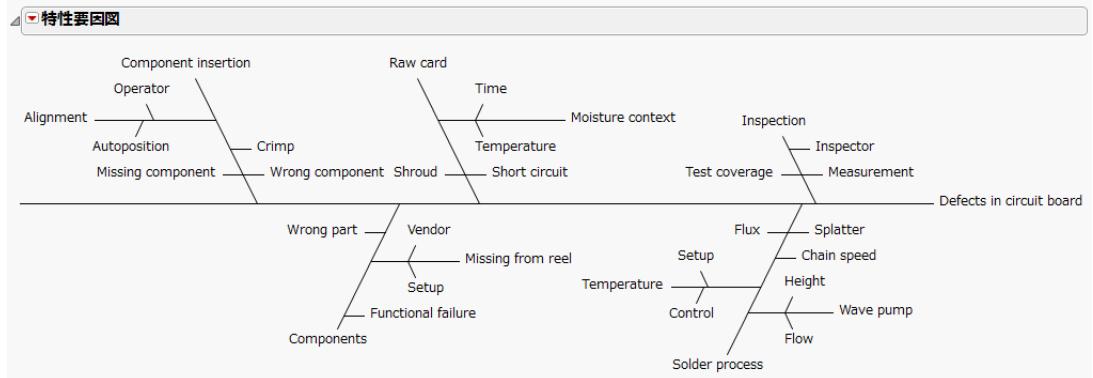 特性要因図
Component insertion
Raw card
Operator
Time
Alignment
Moisture context
Inspection
Autoposition
Crimp
Temperature
Inspector
Missing component
Wrong component
Shroud
Short circuit
Test coverage
Measurement
Defects in circuit board
Wrong part
Vendor
Flux
Splatter
Missing from reel
Setup
Chain speed
Setup
Temperature
Height
Functional failure
Control
Wave pump
Components
Flow
Solder process